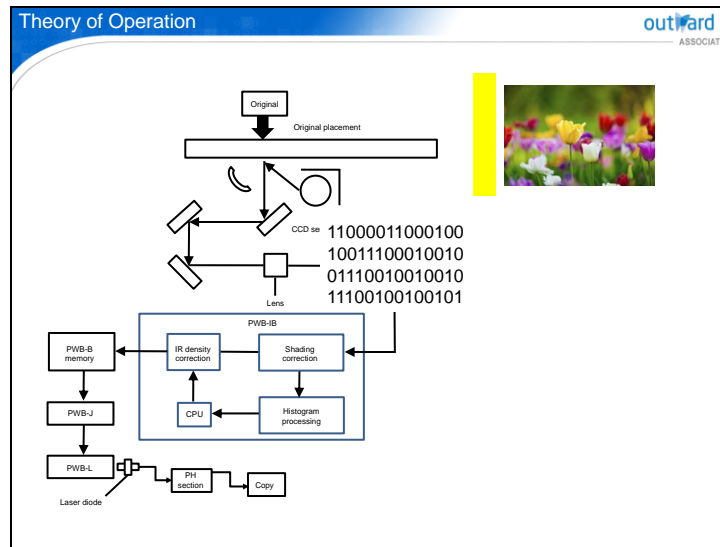 Theory of Operation
outward
ASSOCIAT
Original
Original placement
CCD se
11000011000100
10011100010010
01110010010010
11100100100101
Lens
PWB-IB
PWB-B
memory
IR density
correction
Shading
correction
PWB-J
CPU
Histogram
processing
PWB-L
PH
section
Copy
Laser diode